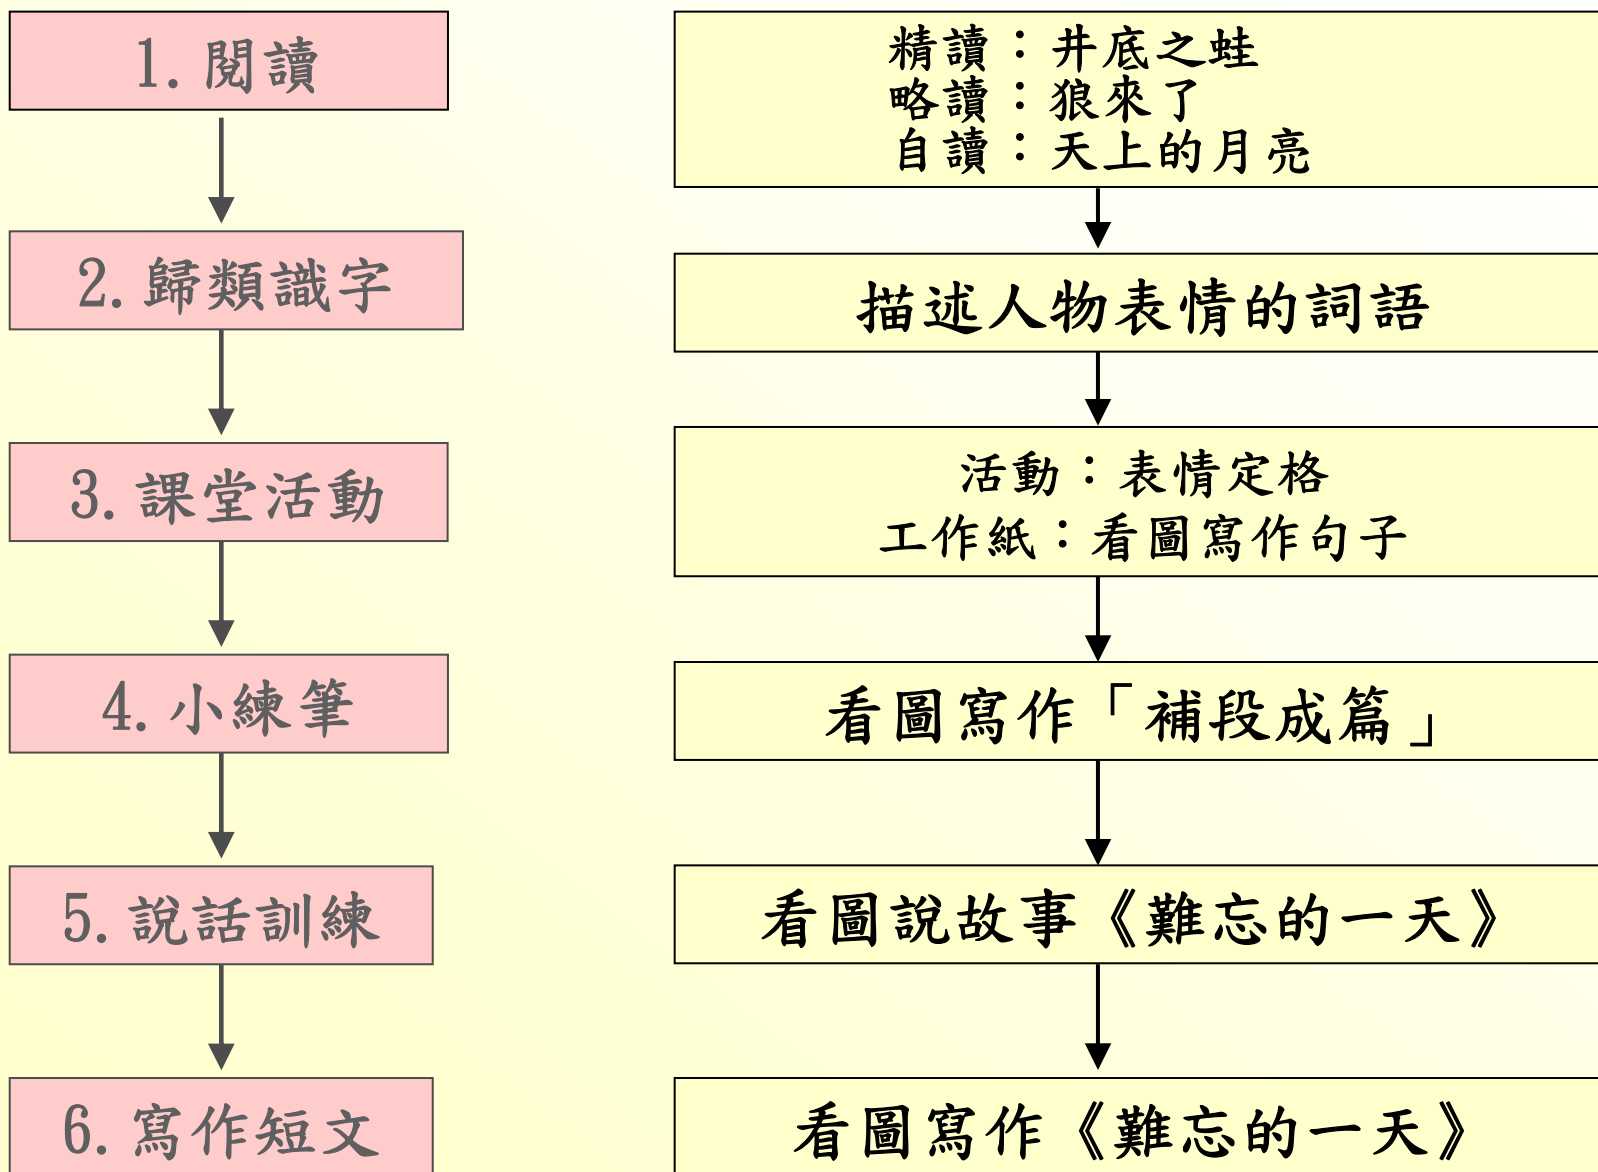 1.閱讀
精讀：井底之蛙
略讀：狼來了
自讀：天上的月亮
2.歸類識字
描述人物表情的詞語
3.課堂活動
活動：表情定格
工作紙：看圖寫作句子
4.小練筆
看圖寫作「補段成篇」
5.說話訓練
看圖說故事《難忘的一天》
6.寫作短文
看圖寫作《難忘的一天》